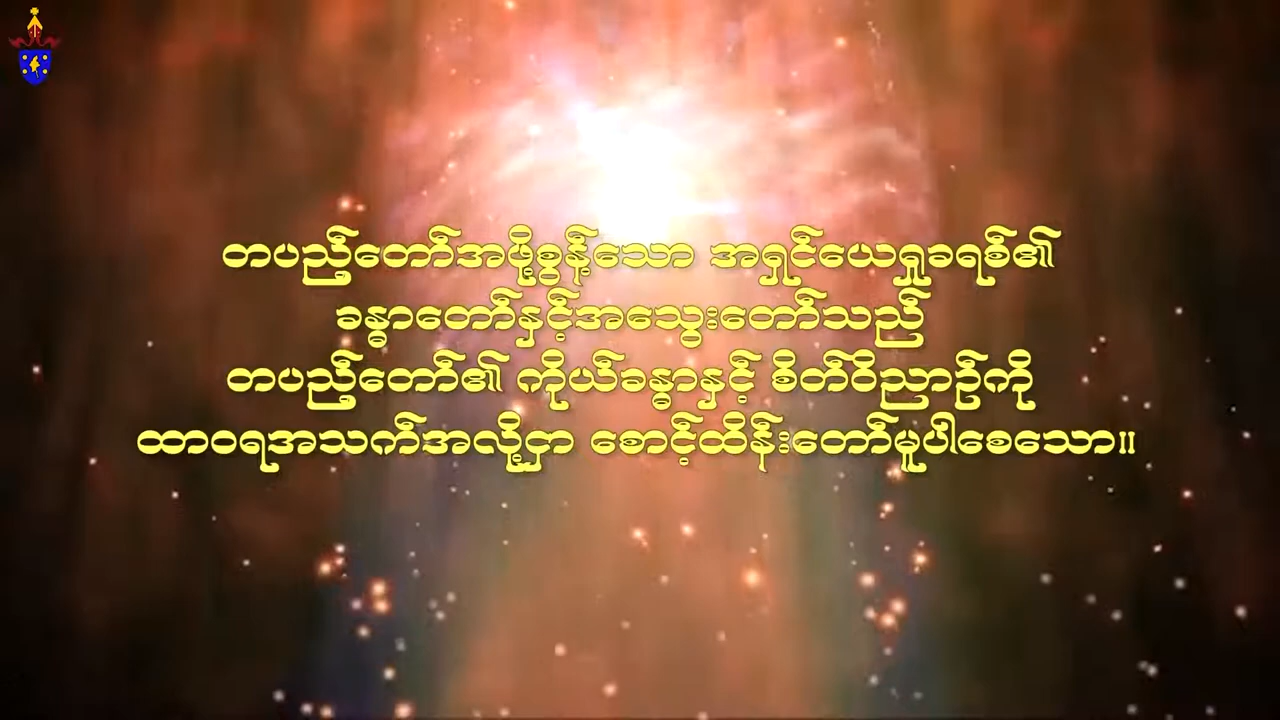 တပည့်တော်အဖို့စွန့်သော အရှင်ယေရှုခရစ်၏
ခန္ဓာတော်နှင့်အသွေးတော်သည်
တပည့်တော်၏ ကိုယ်ခန္ဓာနှင့် စိတ်ဝိညာဉ်ကို
ထာဝရအသက်အလို့ငှာ စောင့်ထိန်းတော်မူပါစေသော။